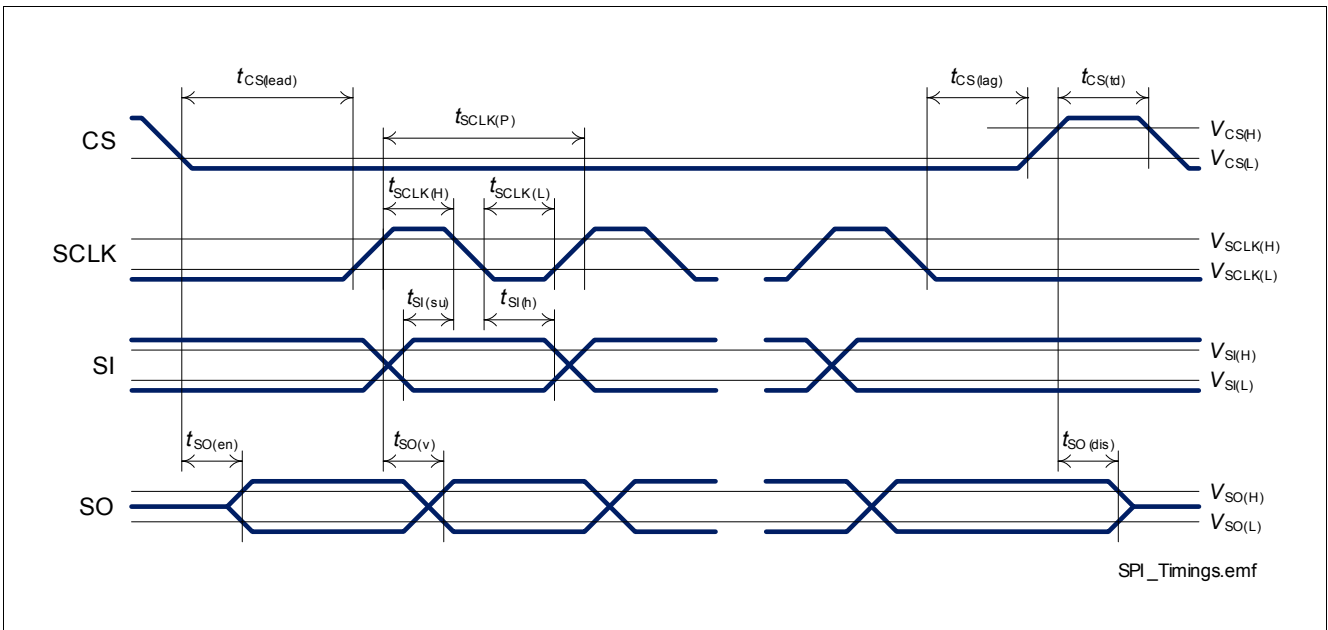 tCS(lead) tCS(lag) tCS(td)
tSCLK(P)
CS VCS(H)
VCS(L)
tSCLK(H) tSCLK(L)
SCLK VSCLK(H)
VSCLK(L)
tSI(su) tSI(h)
SI VSI(H)
VSI(L)
tSO(en) tSO(v) tSO(dis)
SO VSO(H)
VSO(L)
SPI_Timings.emf